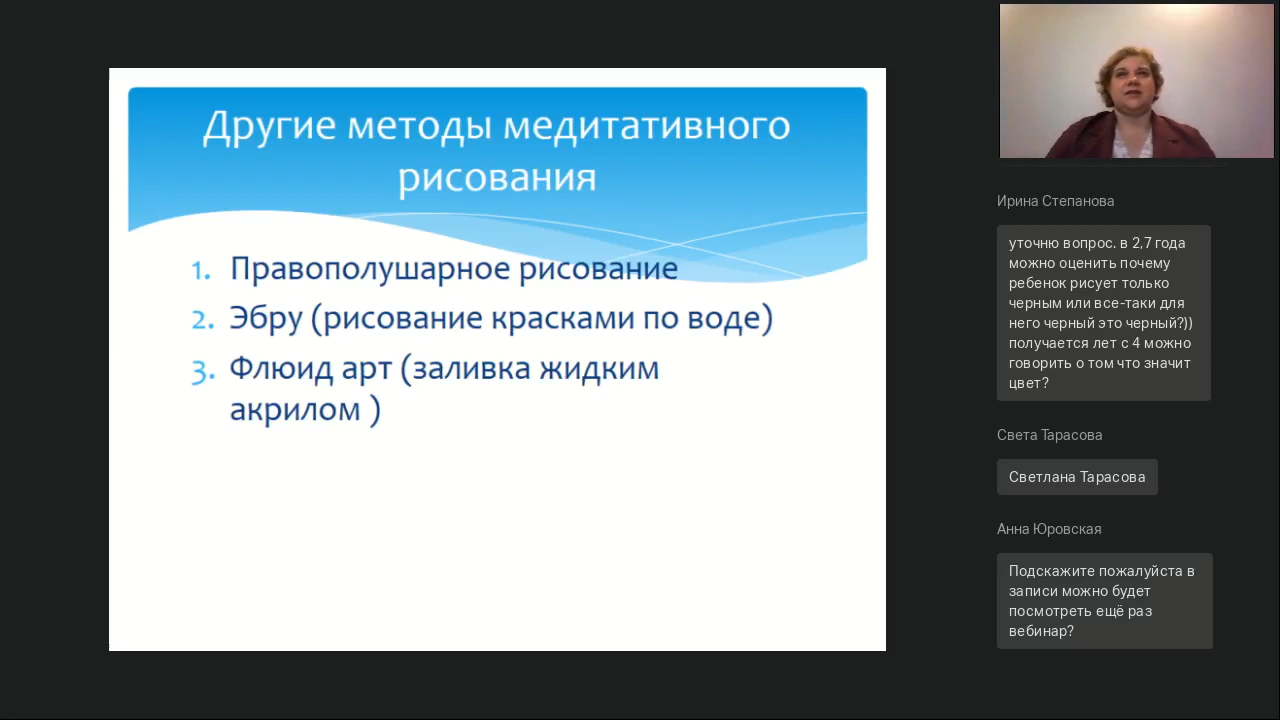 Другие методы медитативного
рисования
1. Правополушарное рисование
2. Эбру (рисование красками по воде)
3. Флюид арт (заливка жидким
акрилом )
Ирина Степанова
уточню вопрос. в 2,7 года
можно оценить почему
ребенок рисует только
черным или все-таки для
него черный это черный?))
получается лет с 4 можно
говорить о том что значит
цвет?
Света Тарасова
Светлана Тарасова
Анна Юровская
Подскажите пожалуйста в
записи можно будет
посмотреть ещё раз
вебинар?